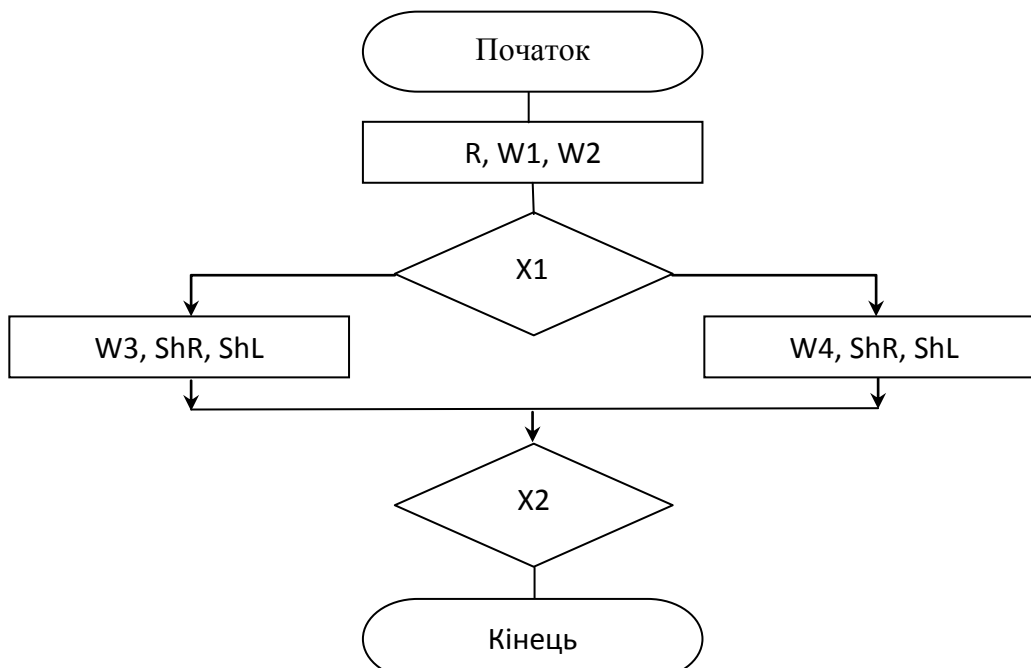 Початок
R, W1, W2
X1
W3, ShR, ShL
W4, ShR, ShL
X2
Кінець